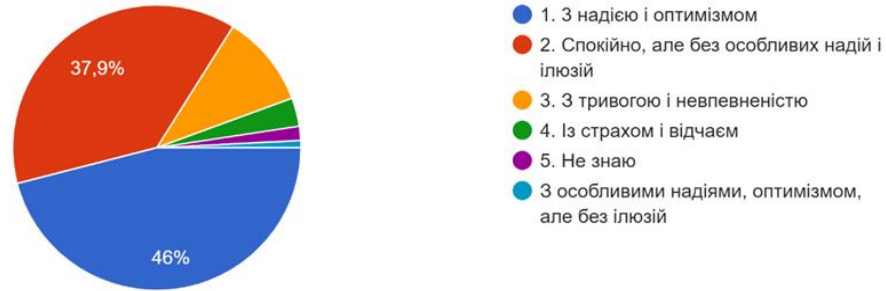 37,9%
46%
1. З надією і оптимізмом
2. Спокійно, але без особливих надій і
ілюзій
3. З тривогою і невпевненістю
4. Із страхом і відчаєм
5. Не знаю
З особливими надіями, оптимізмом,
але без ілюзій